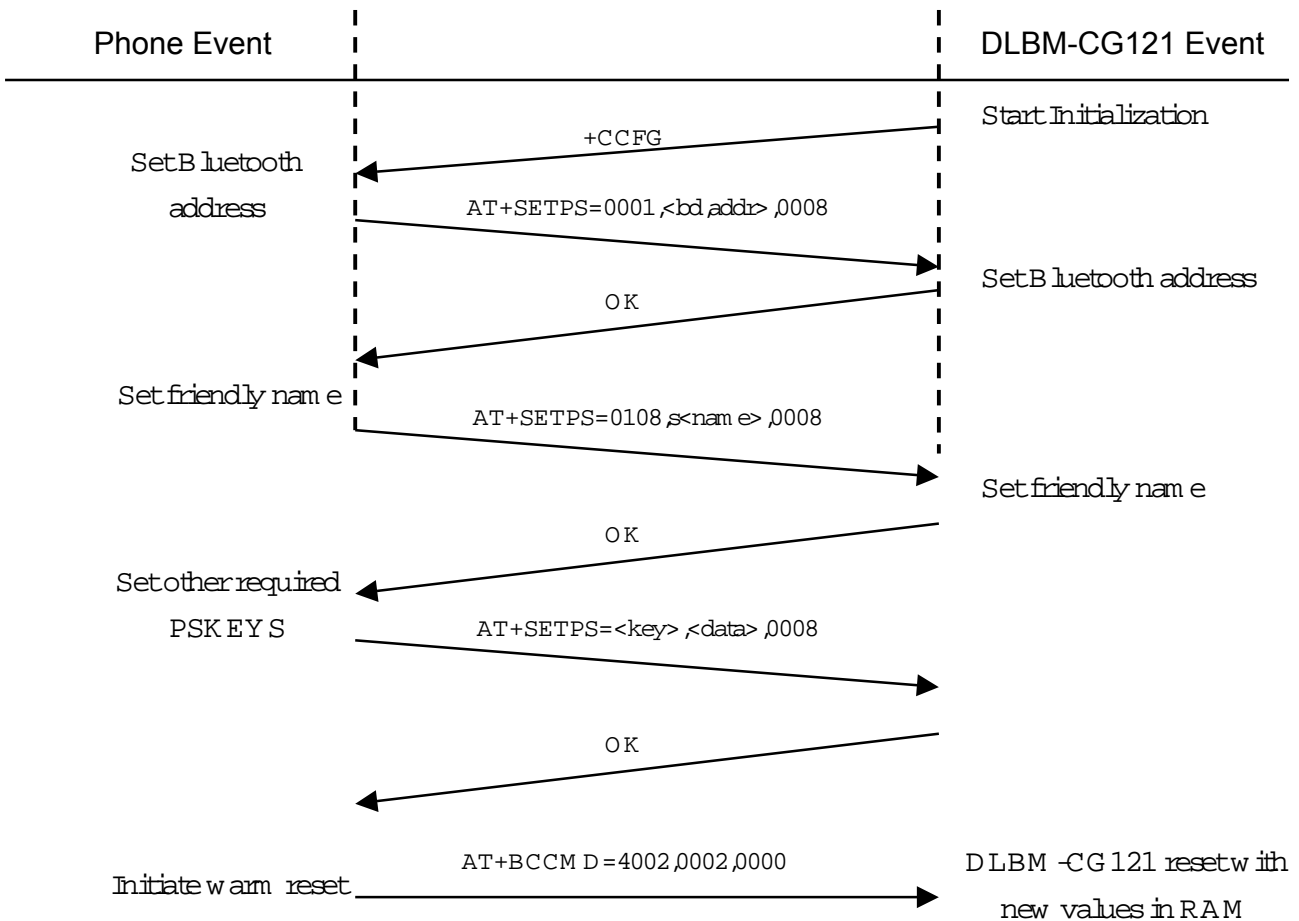 Phone Event
DLBM-CG121 Event
Start Initialization
+CCFG
Set Bluetooth
address
AT+SETPS=0001,<bd,addr>,0008
Set Bluetooth address
OK
Set friendly name
AT+SETPS=0108,s<name>,0008
Set friendly name
OK
Set other required
PSKEYS
AT+SETPS=<key>,<data>,0008
OK
AT+BCCMD=4002,0002,0000
Initiate warm reset
DLBM-CG121 reset with
new values in RAM